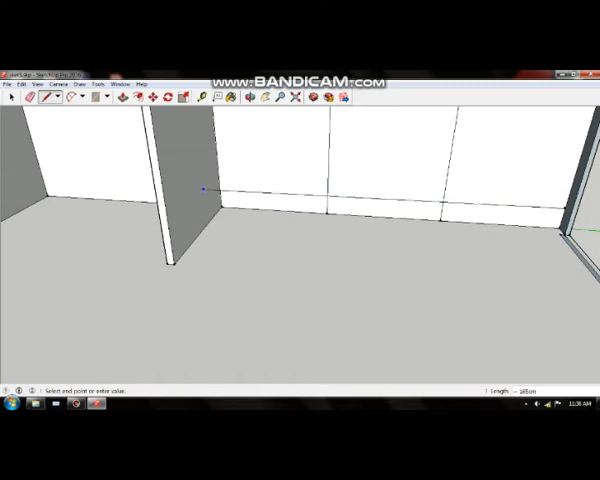 www.BANDICAM.com
File Edit View Camera Draw Tools Window Help
Select end point or enter value.
Length ~ 165cm
11:38 AM